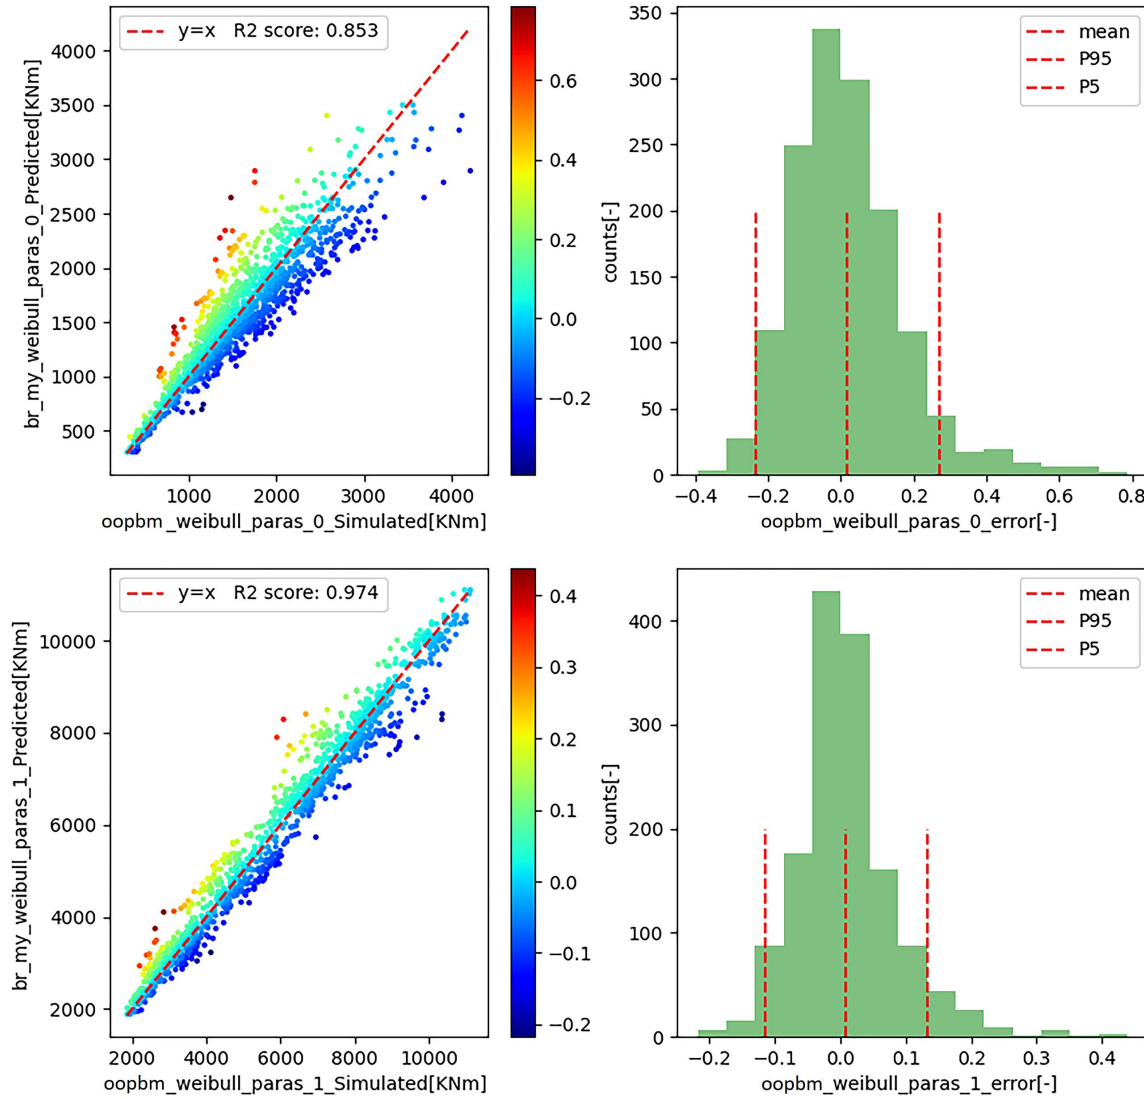 y=x R2 score: 0.853
4000
3500
3000
2500
2000
1500
1000
500
br_my_weibull_paras_0_Predicted[KNm]
1000 2000 3000 4000
oopbm_weibull_paras_0_Simulated[KNm]
0.6
0.4
0.2
0.0
−0.2
mean
P95
P5
350
300
250
200
150
100
50
0
counts[-]
−0.4 −0.2 0.0 0.2 0.4 0.6 0.8
oopbm_weibull_paras_0_error[-]
y=x R2 score: 0.974
10000
8000
6000
4000
2000
br_my_weibull_paras_1_Predicted[KNm]
2000 4000 6000 8000 10000
oopbm_weibull_paras_1_Simulated[KNm]
0.4
0.3
0.2
0.1
0.0
−0.1
−0.2
mean
P95
P5
400
300
200
100
0
counts[-]
−0.2 −0.1 0.0 0.1 0.2 0.3 0.4
oopbm_weibull_paras_1_error[-]